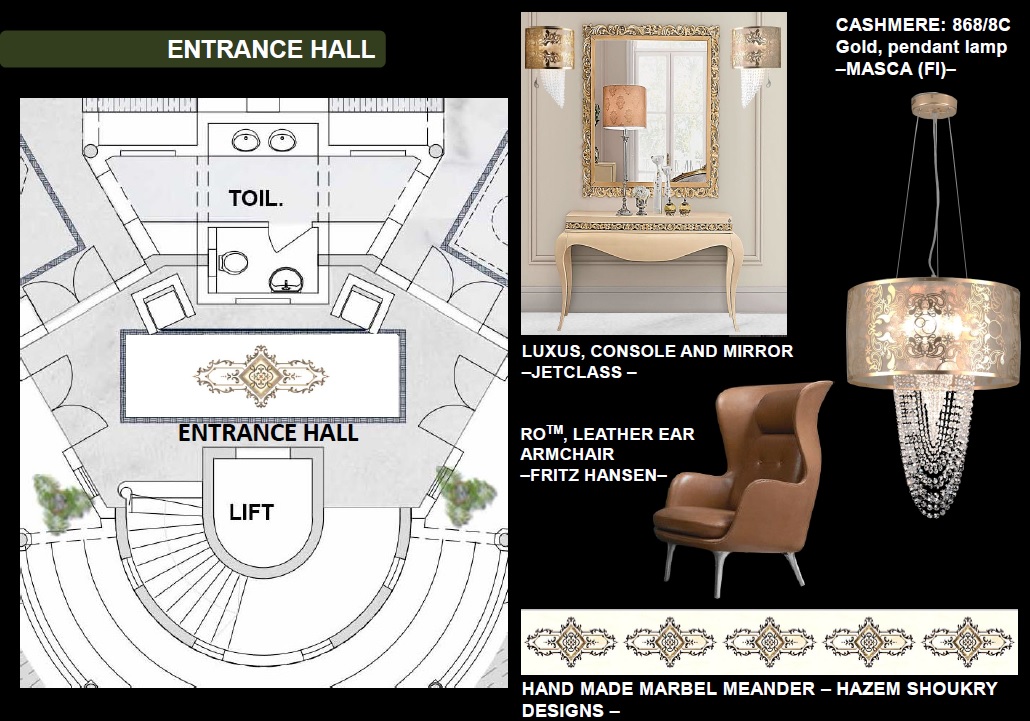 ENTRANCE HALL
TOIL.
ENTRANCE HALL
LIFT
LUXUS, CONSOLE AND MIRROR
–JETCLASS –
CASHMERE: 868/8C
Gold, pendant lamp
–MASCA (FI)–
RO™, LEATHER EAR
ARMCHAIR
–FRITZ HANSEN–
HAND MADE MARBEL MEANDER – HAZEM SHOUKRY
DESIGNS –